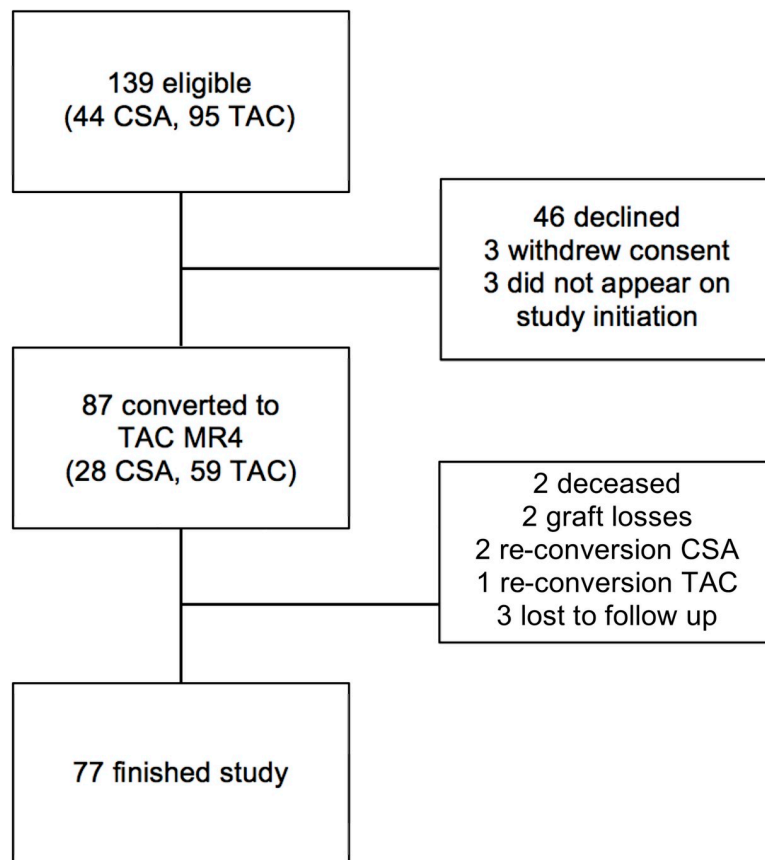 139 eligible
(44 CSA, 95 TAC)
46 declined
3 withdrew consent
3 did not appear on
study initiation
87 converted to
TAC MR4
(28 CSA, 59 TAC)
2 deceased
2 graft losses
2 re-conversion CSA
1 re-conversion TAC
3 lost to follow up
77 finished study